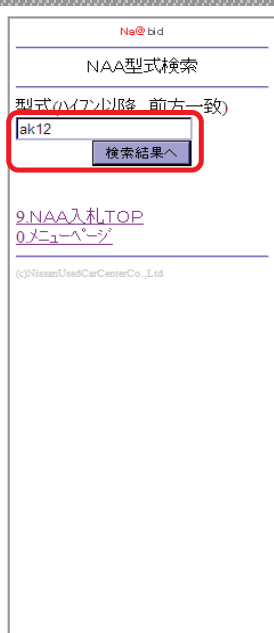 Na@bid
NAA型式検索
型式(ﾊｲﾌﾝ以降 前方一致)
ak12
検索結果へ
9.NAA入札TOP
0.ﾒﾆｭｰﾍﾟｰｼﾞ
(c)NissanUsedCarCenterCo.,Ltd